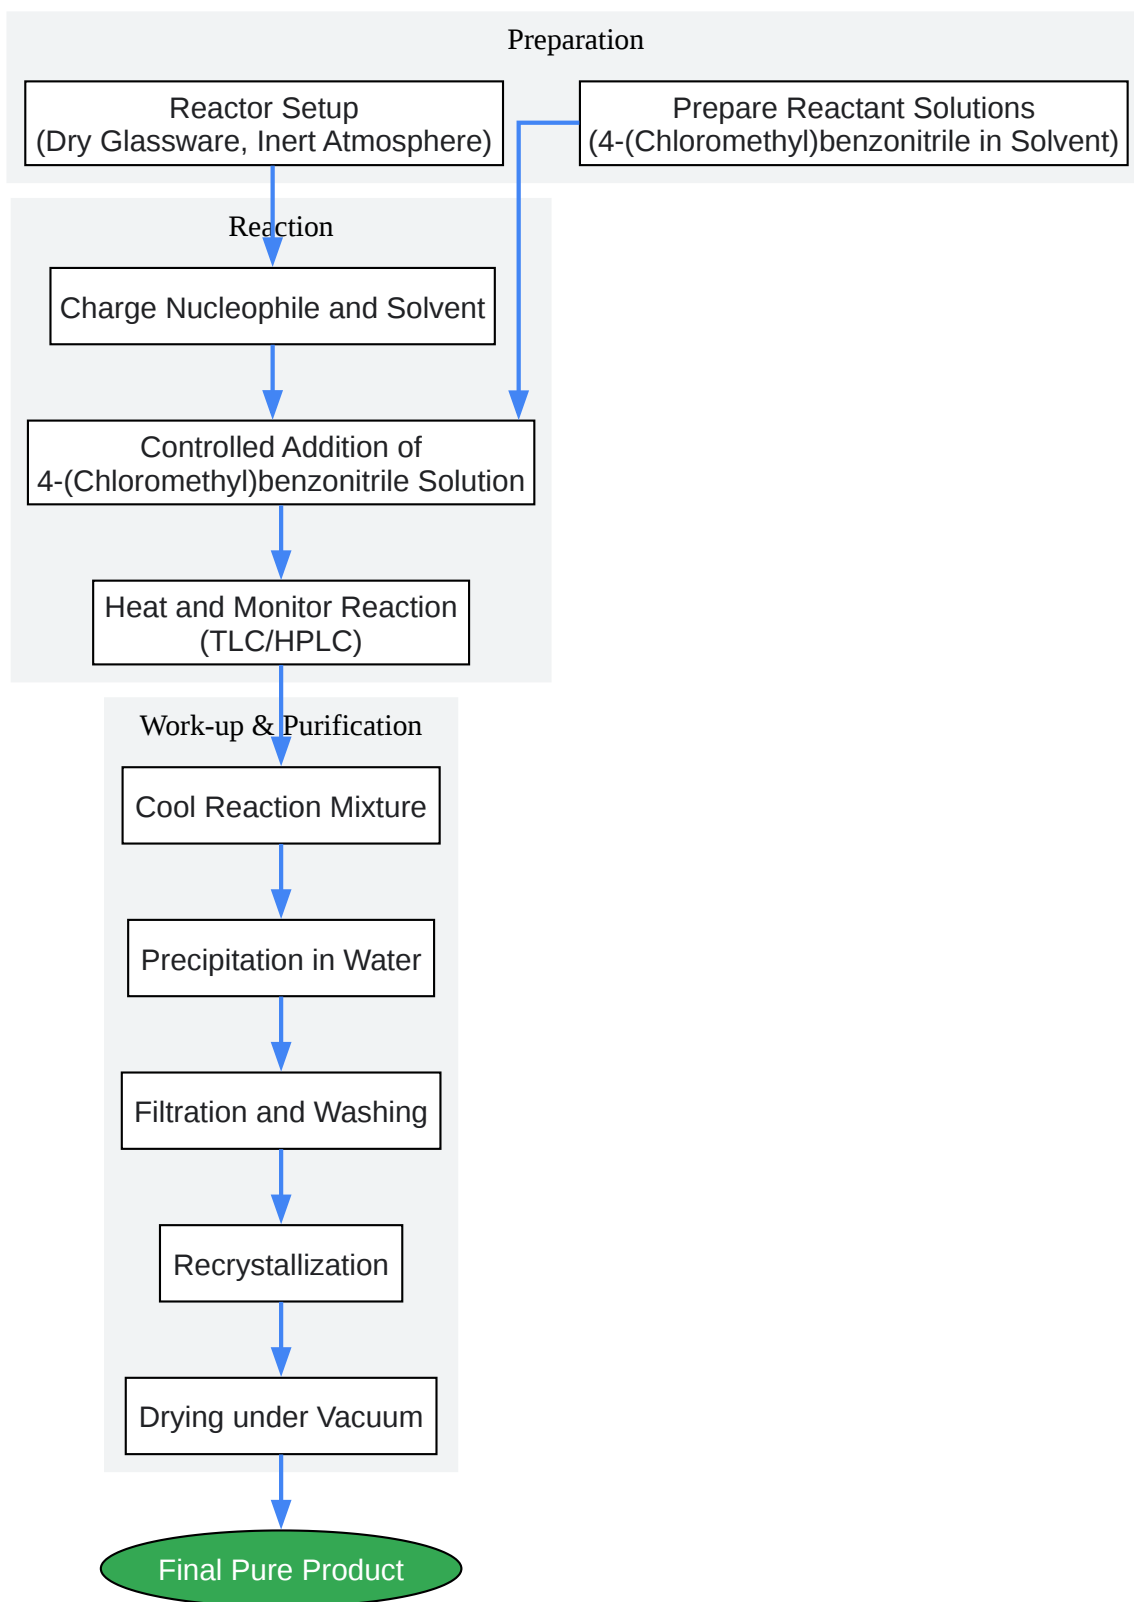 Preparation
Reactor Setup
(Dry Glassware, Inert Atmosphere)
Prepare Reactant Solutions
(4-(Chloromethyl)benzonitrile in Solvent)
Reaction
Charge Nucleophile and Solvent
Controlled Addition of
4-(Chloromethyl)benzonitrile Solution
Heat and Monitor Reaction
(TLC/HPLC)
Work-up & Purification
Cool Reaction Mixture
Precipitation in Water
Filtration and Washing
Recrystallization
Drying under Vacuum
Final Pure Product